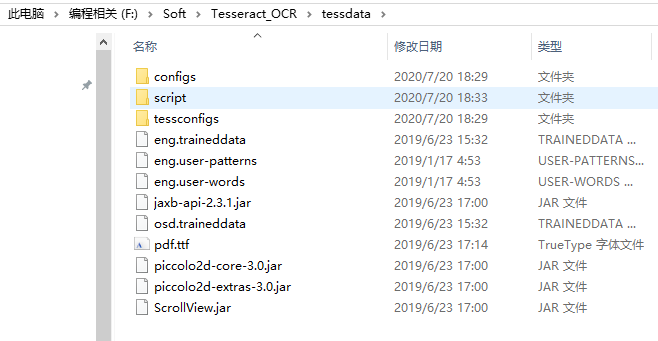 此电脑 > 编程相关 (F:) > Soft > Tesseract_OCR > tessdata >
名称 修改日期 类型
configs 2020/7/20 18:29 文件夹
script 2020/7/20 18:33 文件夹
tessconfigs 2020/7/20 18:29 文件夹
eng.traineddata 2019/6/23 15:32 TRAINEDDATA ...
eng.user-patterns 2019/1/17 4:53 USER-PATTERNS...
eng.user-words 2019/1/17 4:53 USER-WORDS ...
jaxb-api-2.3.1.jar 2019/6/23 17:00 JAR 文件
osd.traineddata 2019/6/23 15:32 TRAINEDDATA ...
pdf.ttf 2019/6/23 17:14 TrueType 字体文件
piccolo2d-core-3.0.jar 2019/6/23 17:00 JAR 文件
piccolo2d-extras-3.0.jar 2019/6/23 17:00 JAR 文件
ScrollView.jar 2019/6/23 17:00 JAR 文件